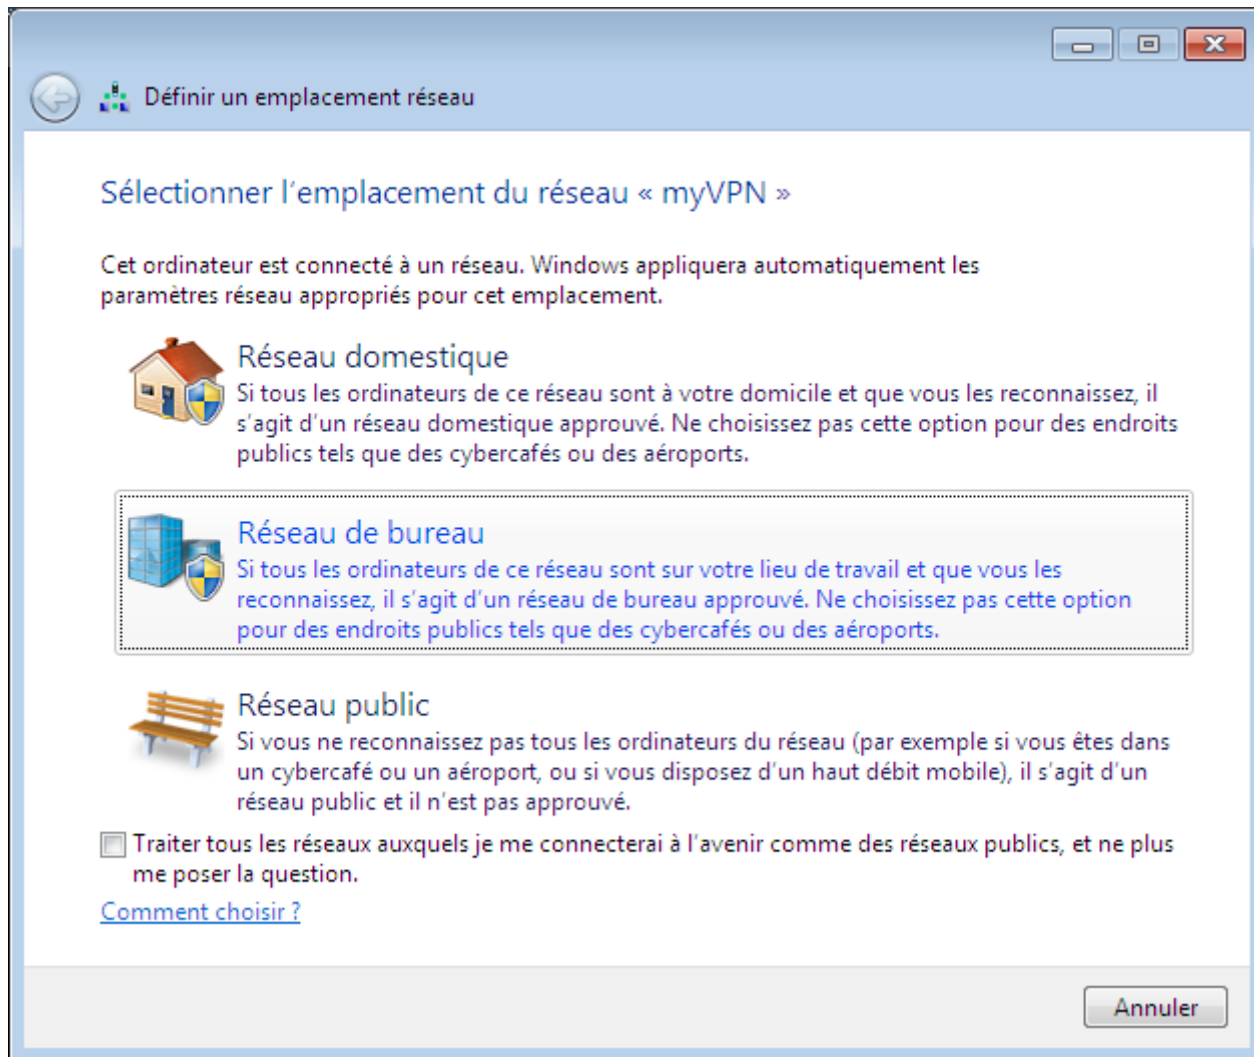 Définir un emplacement réseau
Sélectionner l’emplacement du réseau « myVPN »
Cet ordinateur est connecté à un réseau. Windows appliquera automatiquement les
paramètres réseau appropriés pour cet emplacement.
Réseau domestique
Si tous les ordinateurs de ce réseau sont à votre domicile et que vous les reconnaissez, il
s’agit d’un réseau domestique approuvé. Ne choisissez pas cette option pour des endroits
publics tels que des cybercafés ou des aéroports.
Réseau de bureau
Si tous les ordinateurs de ce réseau sont sur votre lieu de travail et que vous les
reconnaissez, il s’agit d’un réseau de bureau approuvé. Ne choisissez pas cette option
pour des endroits publics tels que des cybercafés ou des aéroports.
Réseau public
Si vous ne reconnaissez pas tous les ordinateurs du réseau (par exemple si vous êtes dans
un cybercafé ou un aéroport, ou si vous disposez d’un haut débit mobile), il s’agit d’un
réseau public et il n’est pas approuvé.
Traiter tous les réseaux auxquels je me connecterai à l’avenir comme des réseaux publics, et ne plus
me poser la question.
Comment choisir ?
Annuler